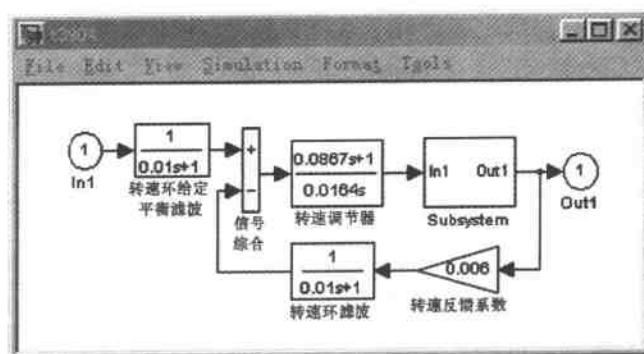 File Edit View Simulation Format Tools
1
In1
1
0.01s+1
转速环给定
平衡滤波
+
−
信号
综合
0.0867s+1
0.0164s
转速调节器
In1 Out1
Subsystem
1
Out1
1
0.01s+1
转速环滤波
0.006
转速反馈系数